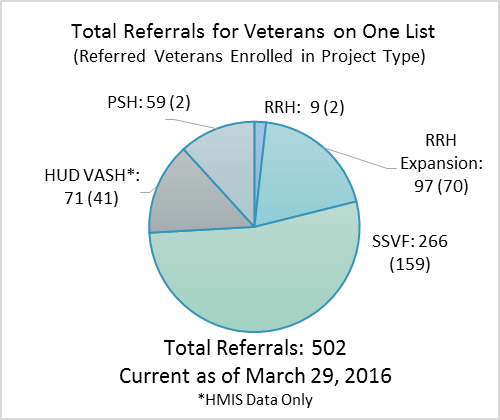 Total Referrals for Veterans on One List
(Referred Veterans Enrolled in Project Type)
PSH: 59 (2)
RRH: 9 (2)
RRH
Expansion:
97 (70)
HUD VASH*:
71 (41)
SSVF: 266
(159)
Total Referrals: 502
Current as of March 29, 2016
*HMIS Data Only